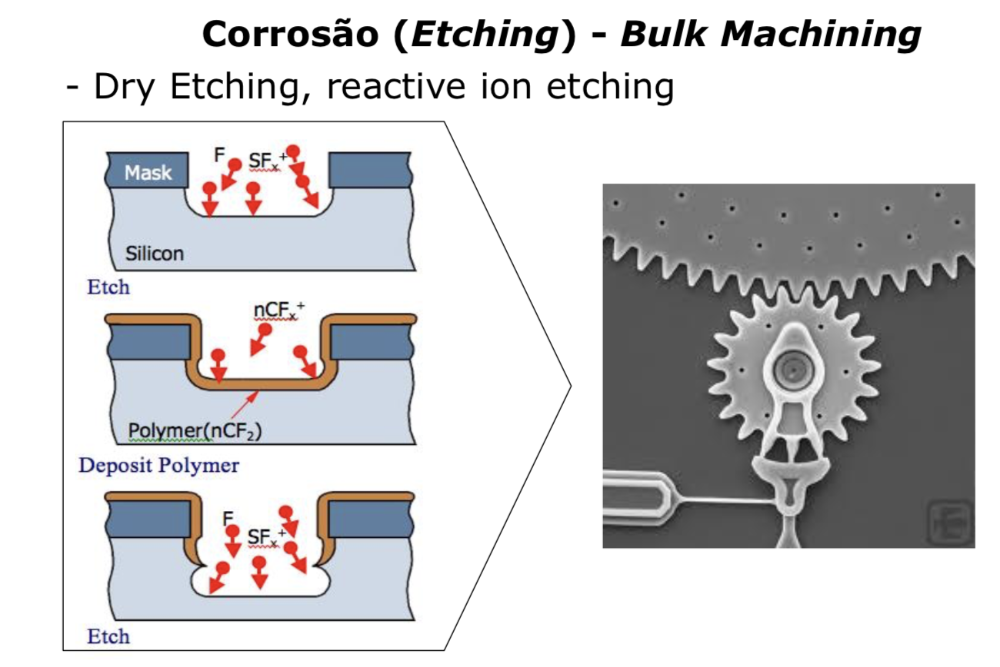 Corrosão (Etching) - Bulk Machining
- Dry Etching, reactive ion etching
F
SFₓ⁺
Mask
Silicon
Etch
nCFₓ⁺
Polymer(nCF₂)
Deposit Polymer
F
SFₓ⁺
Etch